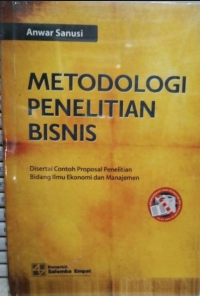 Anwar Sanusi
METODOLOGI
PENELITIAN
BISNIS
Disertai Contoh Proposal Penelitian
Bidang Ilmu Ekonomi dan Manajemen
Salemba Empat